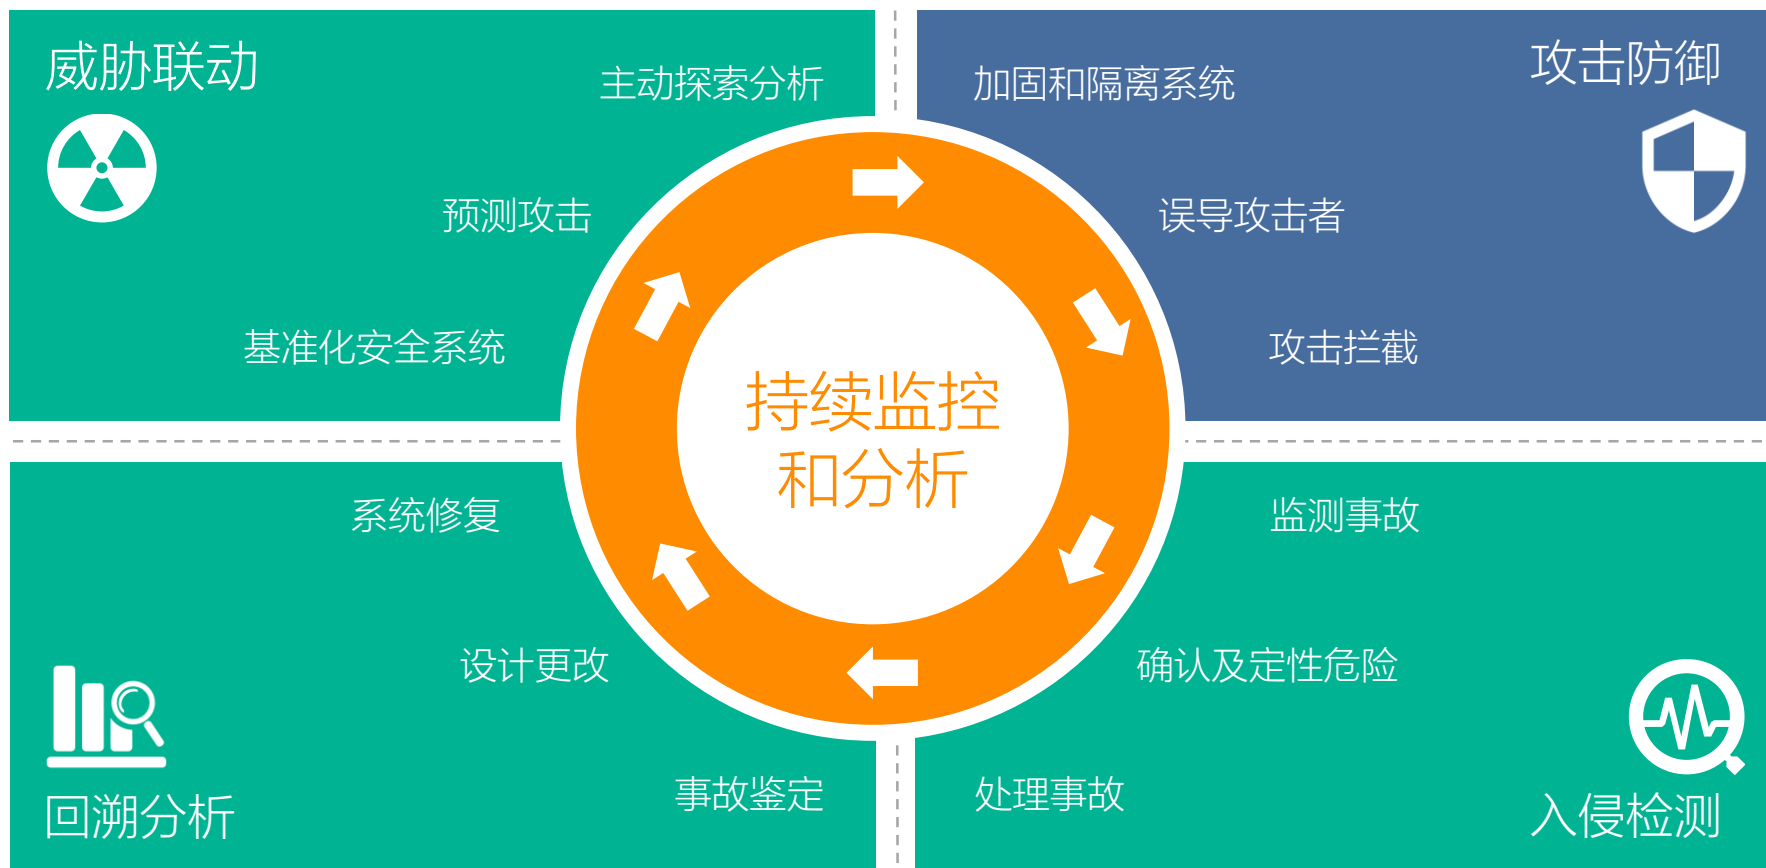 威胁联动
主动探索分析
预测攻击
基准化安全系统
加固和隔离系统
攻击防御
误导攻击者
攻击拦截
持续监控
和分析
系统修复
设计更改
事故鉴定
回溯分析
监测事故
确认及定性危险
处理事故
入侵检测